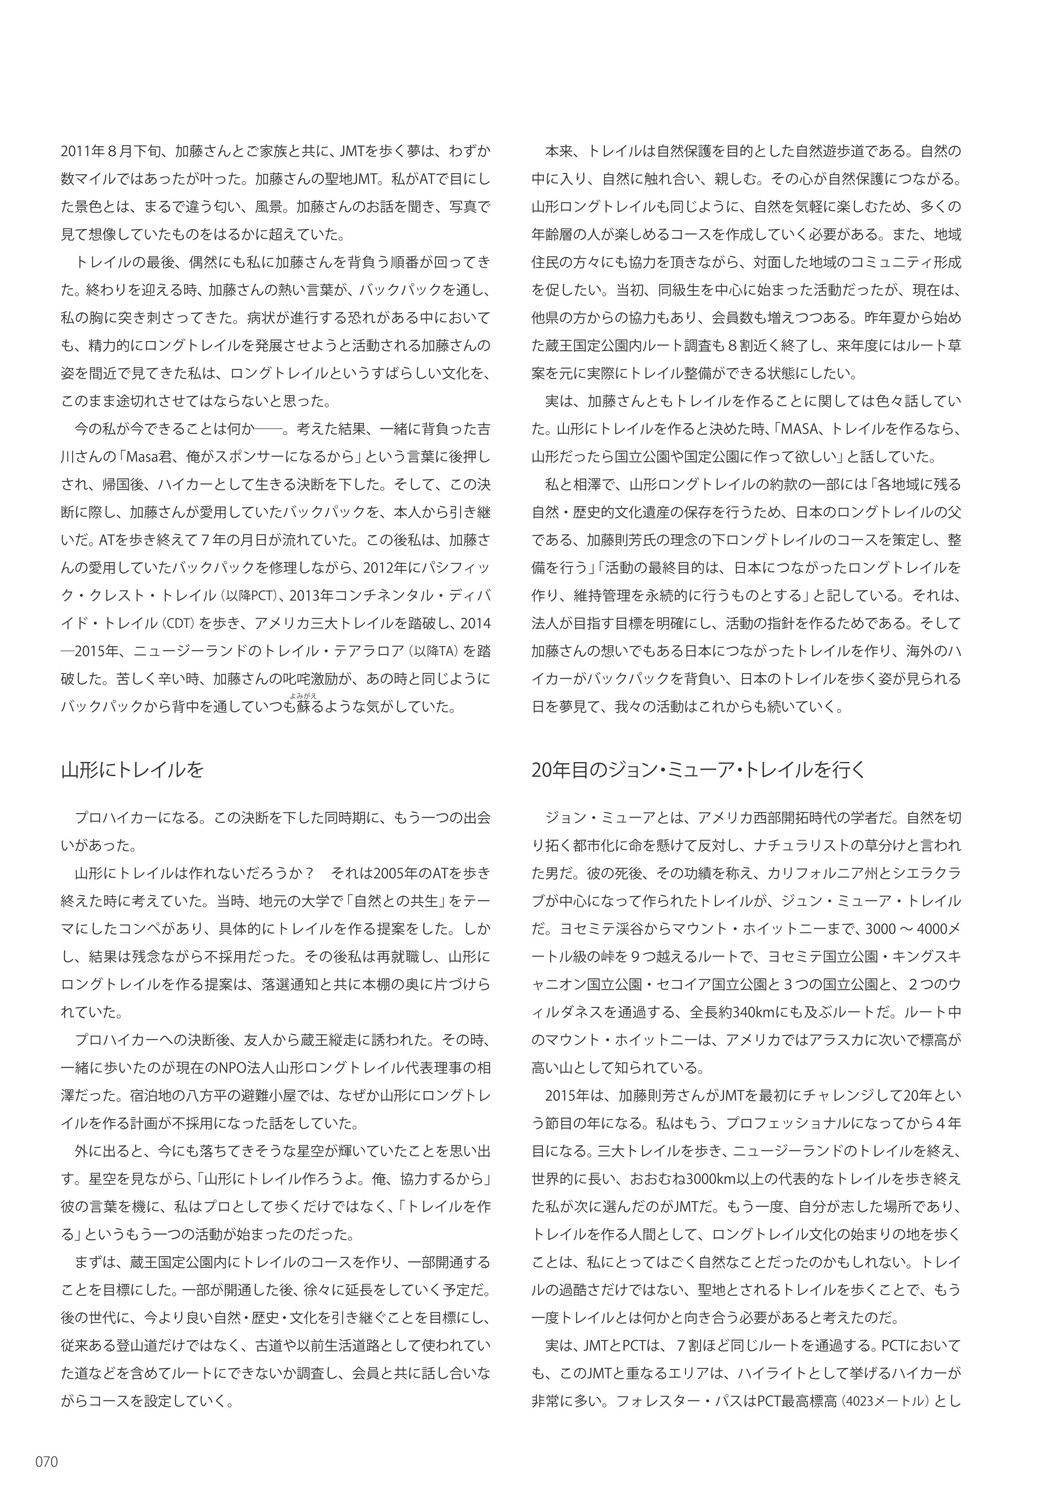 2011年８月下旬、加藤さんとご家族と共に、JMTを歩く夢は、わずか
数マイルではあったが叶った。加藤さんの聖地JMT。私がATで目にし
た景色とは、まるで違う匂い、風景。加藤さんのお話を聞き、写真で
見て想像していたものをはるかに超えていた。
　トレイルの最後、偶然にも私に加藤さんを背負う順番が回ってき
た。終わりを迎える時、加藤さんの熱い言葉が、バックパックを通し、
私の胸に突き刺さってきた。病状が進行する恐れがある中において
も、精力的にロングトレイルを発展させようと活動される加藤さんの
姿を間近で見てきた私は、ロングトレイルというすばらしい文化を、
このまま途切れさせてはならないと思った。
　今の私が今できることは何か――。考えた結果、一緒に背負った吉
川さんの「Masa君、俺がスポンサーになるから」という言葉に後押し
され、帰国後、ハイカーとして生きる決断を下した。そして、この決
断に際し、加藤さんが愛用していたバックパックを、本人から引き継
いだ。ATを歩き終えて７年の月日が流れていた。この後私は、加藤さ
んの愛用していたバックパックを修理しながら、2012年にパシフィッ
ク・クレスト・トレイル（以降PCT）、2013年コンチネンタル・ディバ
イド・トレイル（CDT）を歩き、アメリカ三大トレイルを踏破し、2014
―2015年、ニュージーランドのトレイル・テアラロア（以降TA）を踏
破した。苦しく辛い時、加藤さんの叱咤激励が、あの時と同じように
よみがえ
バックパックから背中を通していつも蘇るような気がしていた。
山形にトレイルを
　プロハイカーになる。この決断を下した同時期に、もう一つの出会
いがあった。
　山形にトレイルは作れないだろうか？　それは2005年のATを歩き
終えた時に考えていた。当時、地元の大学で「自然との共生」をテー
マにしたコンペがあり、具体的にトレイルを作る提案をした。しか
し、結果は残念ながら不採用だった。その後私は再就職し、山形に
ロングトレイルを作る提案は、落選通知と共に本棚の奥に片づけら
れていた。
　プロハイカーへの決断後、友人から蔵王縦走に誘われた。その時、
一緒に歩いたのが現在のNPO法人山形ロングトレイル代表理事の相
澤だった。宿泊地の八方平の避難小屋では、なぜか山形にロングトレ
イルを作る計画が不採用になった話をしていた。
　外に出ると、今にも落ちてきそうな星空が輝いていたことを思い出
す。星空を見ながら、「山形にトレイル作ろうよ。俺、協力するから」
彼の言葉を機に、私はプロとして歩くだけではなく、「トレイルを作
る」というもう一つの活動が始まったのだった。
　まずは、蔵王国定公園内にトレイルのコースを作り、一部開通する
ことを目標にした。一部が開通した後、徐々に延長をしていく予定だ。
後の世代に、今より良い自然・歴史・文化を引き継ぐことを目標にし、
従来ある登山道だけではなく、古道や以前生活道路として使われてい
た道などを含めてルートにできないか調査し、会員と共に話し合いな
がらコースを設定していく。
　本来、トレイルは自然保護を目的とした自然遊歩道である。自然の
中に入り、自然に触れ合い、親しむ。その心が自然保護につながる。
山形ロングトレイルも同じように、自然を気軽に楽しむため、多くの
年齢層の人が楽しめるコースを作成していく必要がある。また、地域
住民の方々にも協力を頂きながら、対面した地域のコミュニティ形成
を促したい。当初、同級生を中心に始まった活動だったが、現在は、
他県の方からの協力もあり、会員数も増えつつある。昨年夏から始め
た蔵王国定公園内ルート調査も８割近く終了し、来年度にはルート草
案を元に実際にトレイル整備ができる状態にしたい。
　実は、加藤さんともトレイルを作ることに関しては色々話してい
た。山形にトレイルを作ると決めた時、「MASA、トレイルを作るなら、
山形だったら国立公園や国定公園に作って欲しい」と話していた。
　私と相澤で、山形ロングトレイルの約款の一部には「各地域に残る
自然・歴史的文化遺産の保存を行うため、日本のロングトレイルの父
である、加藤則芳氏の理念の下ロングトレイルのコースを策定し、整
備を行う」「活動の最終目的は、日本につながったロングトレイルを
作り、維持管理を永続的に行うものとする」と記している。それは、
法人が目指す目標を明確にし、活動の指針を作るためである。そして
加藤さんの想いでもある日本につながったトレイルを作り、海外のハ
イカーがバックパックを背負い、日本のトレイルを歩く姿が見られる
日を夢見て、我々の活動はこれからも続いていく。
20年目のジョン・ミューア・トレイルを行く
　ジョン・ミューアとは、アメリカ西部開拓時代の学者だ。自然を切
り拓く都市化に命を懸けて反対し、ナチュラリストの草分けと言われ
た男だ。彼の死後、その功績を称え、カリフォルニア州とシエラクラ
ブが中心になって作られたトレイルが、ジュン・ミューア・トレイル
だ。ヨセミテ渓谷からマウント・ホイットニーまで、3000 〜 4000メ
ートル級の峠を９つ越えるルートで、ヨセミテ国立公園・キングスキ
ャニオン国立公園・セコイア国立公園と３つの国立公園と、２つのウ
ィルダネスを通過する、全長約340kmにも及ぶルートだ。ルート中
のマウント・ホイットニーは、アメリカではアラスカに次いで標高が
高い山として知られている。
　2015年は、加藤則芳さんがJMTを最初にチャレンジして20年とい
う節目の年になる。私はもう、プロフェッショナルになってから４年
目になる。三大トレイルを歩き、ニュージーランドのトレイルを終え、
世界的に長い、おおむね3000km以上の代表的なトレイルを歩き終え
た私が次に選んだのがJMTだ。もう一度、自分が志した場所であり、
トレイルを作る人間として、ロングトレイル文化の始まりの地を歩く
ことは、私にとってはごく自然なことだったのかもしれない。トレイ
ルの過酷さだけではない、聖地とされるトレイルを歩くことで、もう
一度トレイルとは何かと向き合う必要があると考えたのだ。
　実は、JMTとPCTは、７割ほど同じルートを通過する。PCTにおいて
も、このJMTと重なるエリアは、ハイライトとして挙げるハイカーが
非常に多い。フォレスター・パスはPCT最高標高（4023メートル）とし
070